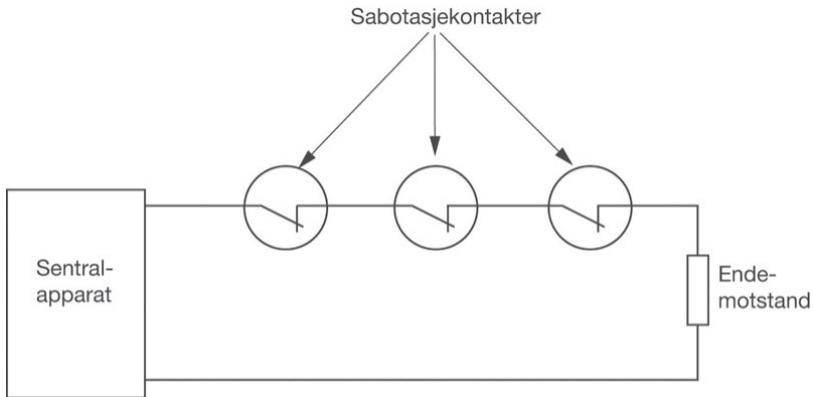 Sabotasjekontakter
Sentral-
apparat
Ende-
motstand